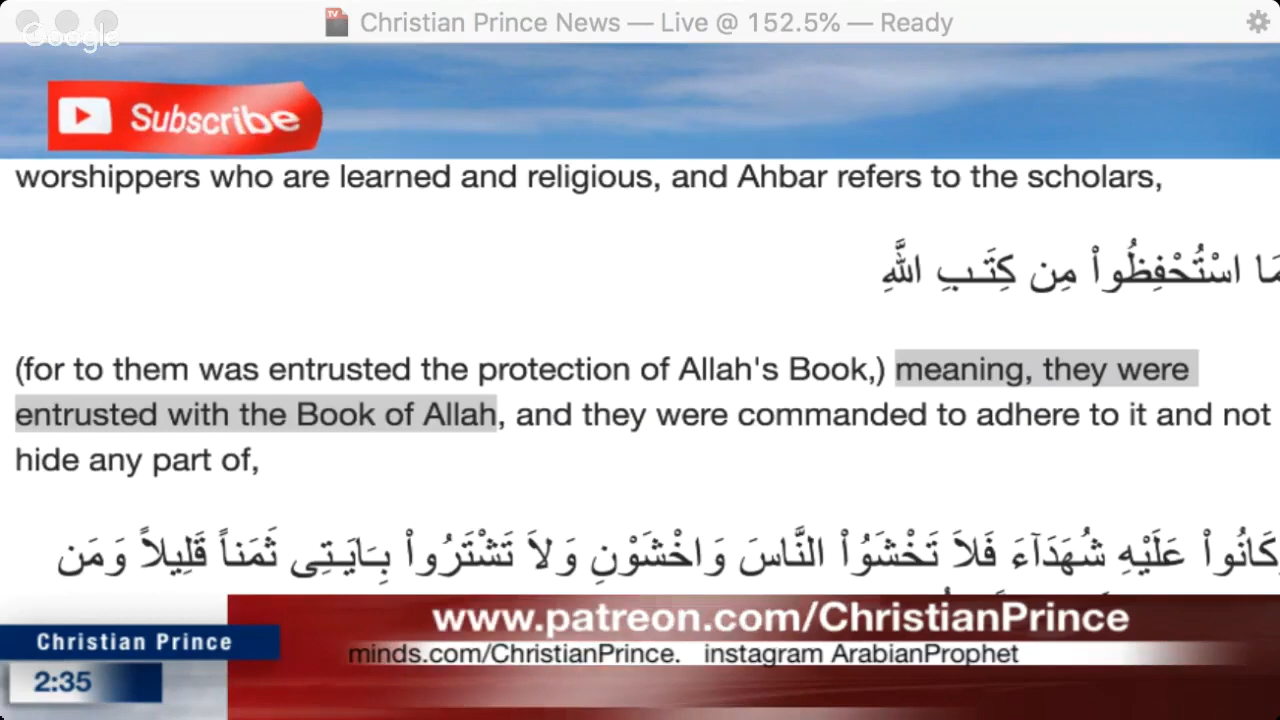 Christian Prince News — Live @ 152.5% — Ready
Google
Subscribe
worshippers who are learned and religious, and Ahbar refers to the scholars,
مَا اسْتُحْفِظُواْ مِن كِتَـبِ اللَّهِ
(for to them was entrusted the protection of Allah's Book,) meaning, they were
entrusted with the Book of Allah, and they were commanded to adhere to it and not
hide any part of,
كَانُواْ عَلَيْهِ شُهَدَآءَ فَلاَ تَخْشَوُاْ النَّاسَ وَاخْشَوْنِ وَلاَ تَشْتَرُواْ بِـَايَـتِى ثَمَناً قَلِيلاً وَمَن
www.patreon.com/ChristianPrince
Christian Prince
minds.com/ChristianPrince. instagram ArabianProphet
2:35